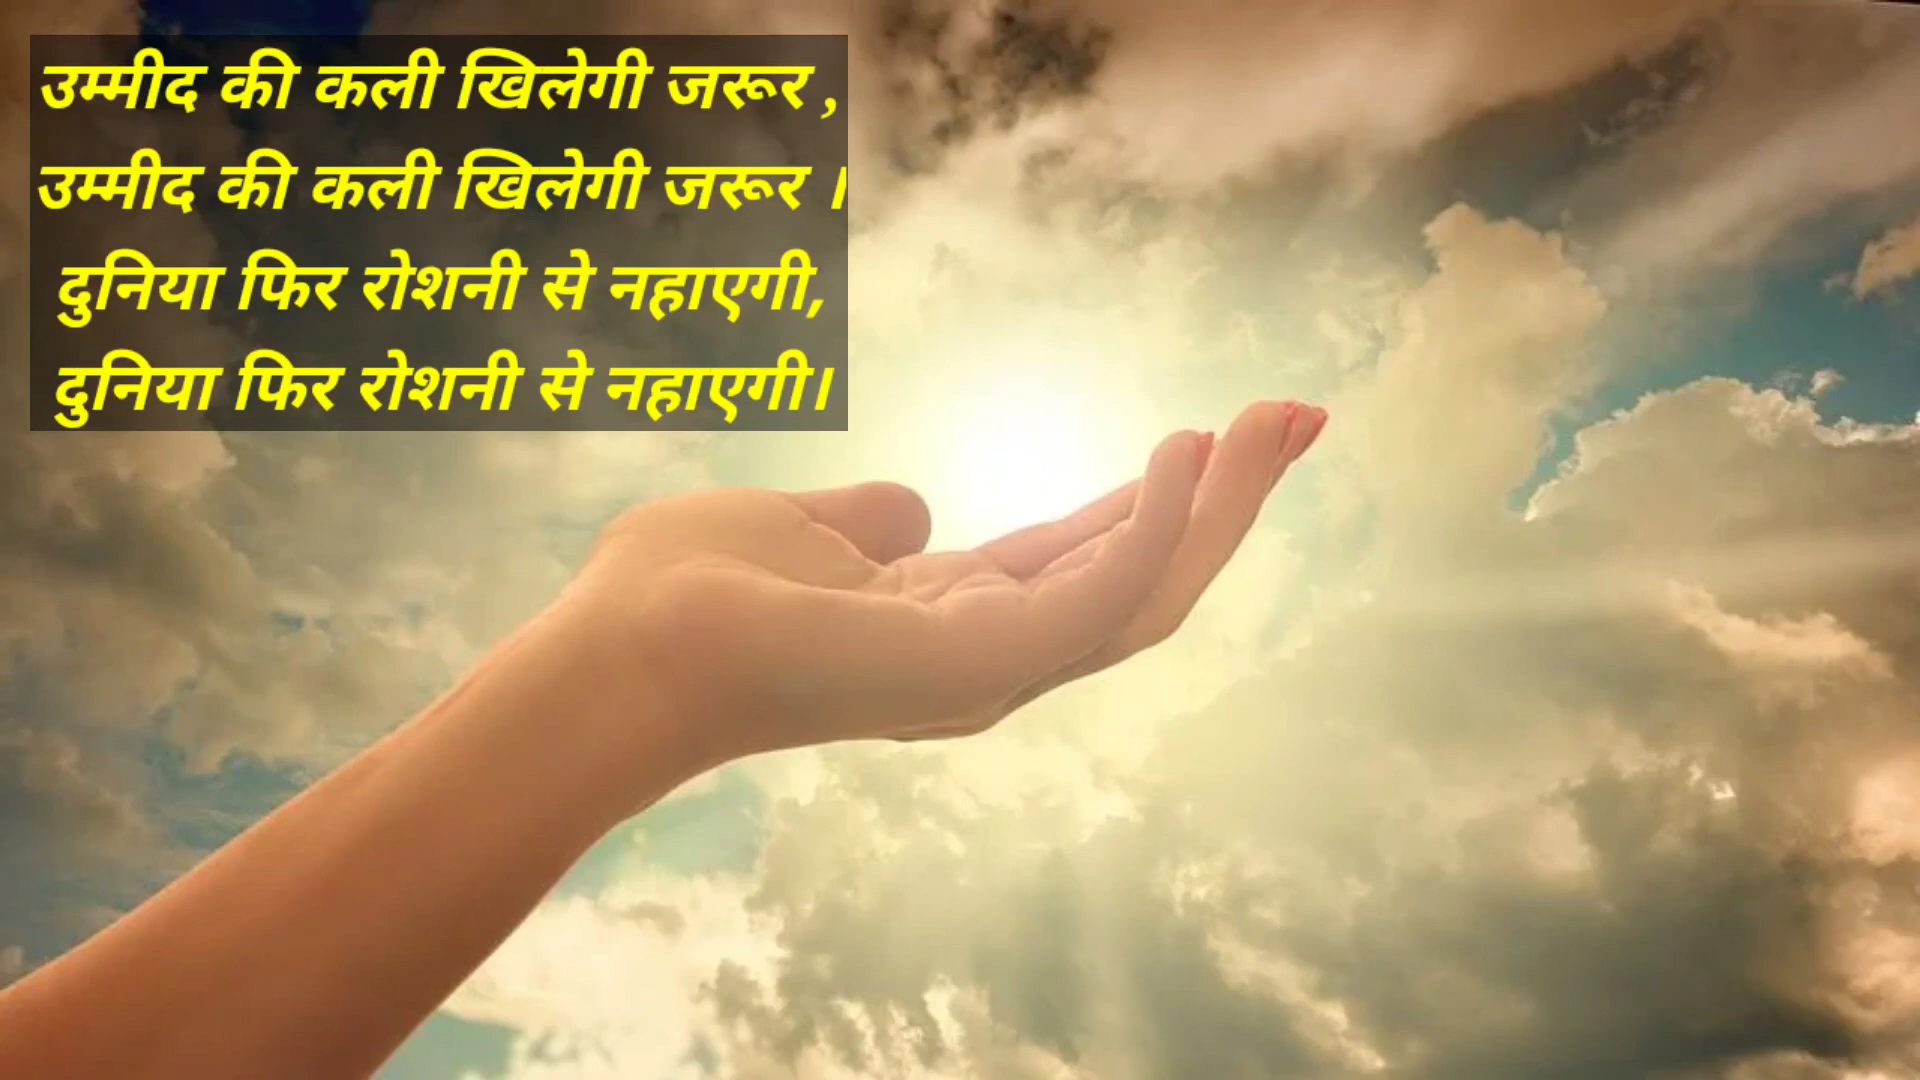 उम्मीद की कली खिलेगी जरूर ,
उम्मीद की कली खिलेगी जरूर ।
दुनिया फिर रोशनी से नहाएगी,
दुनिया फिर रोशनी से नहाएगी।